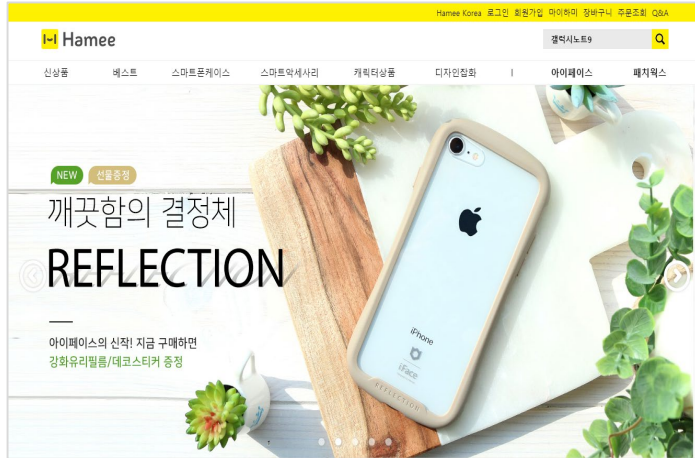 Hamee Korea 로그인 회원가입 마이하미 장바구니 주문조회 Q&A
Hamee
갤럭시노트9
신상품 베스트 스마트폰케이스 스마트악세사리 캐릭터상품 디자인잡화 | 아이페이스 패치웍스
NEW 선물증정
깨끗함의 결정체
REFLECTION
아이페이스의 신작! 지금 구매하면
강화유리필름/데코스티커 증정
iPhone
iFace
REFLECTION